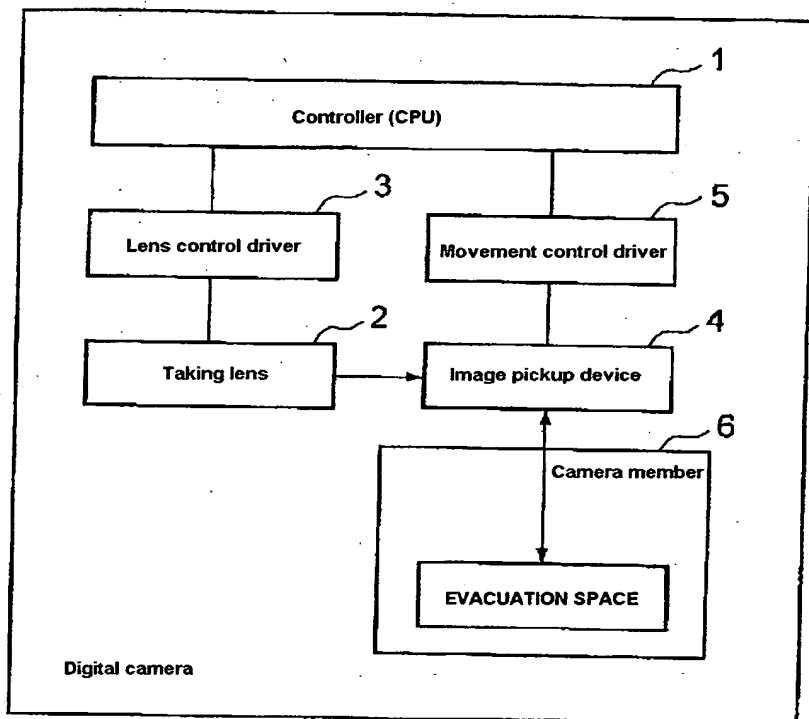 1
Controller (CPU)
3
5
Lens control driver
Movement control driver
2
4
Taking lens
Image pickup device
6
Camera member
EVACUATION SPACE
Digital camera